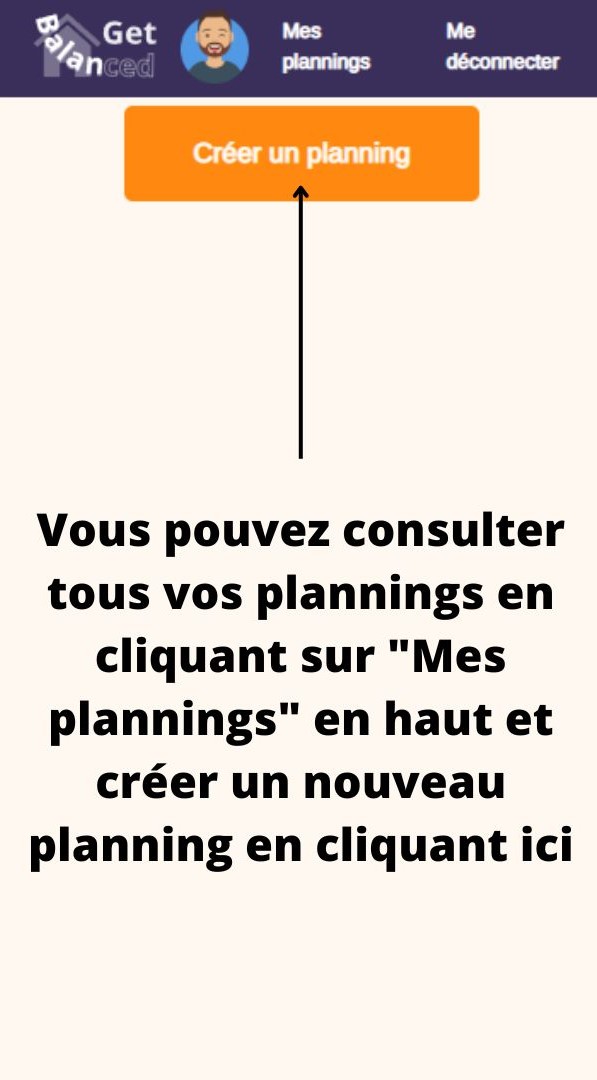 Get
Balanced
Mes
plannings
Me
déconnecter
Créer un planning
Vous pouvez consulter
tous vos plannings en
cliquant sur "Mes
plannings" en haut et
créer un nouveau
planning en cliquant ici